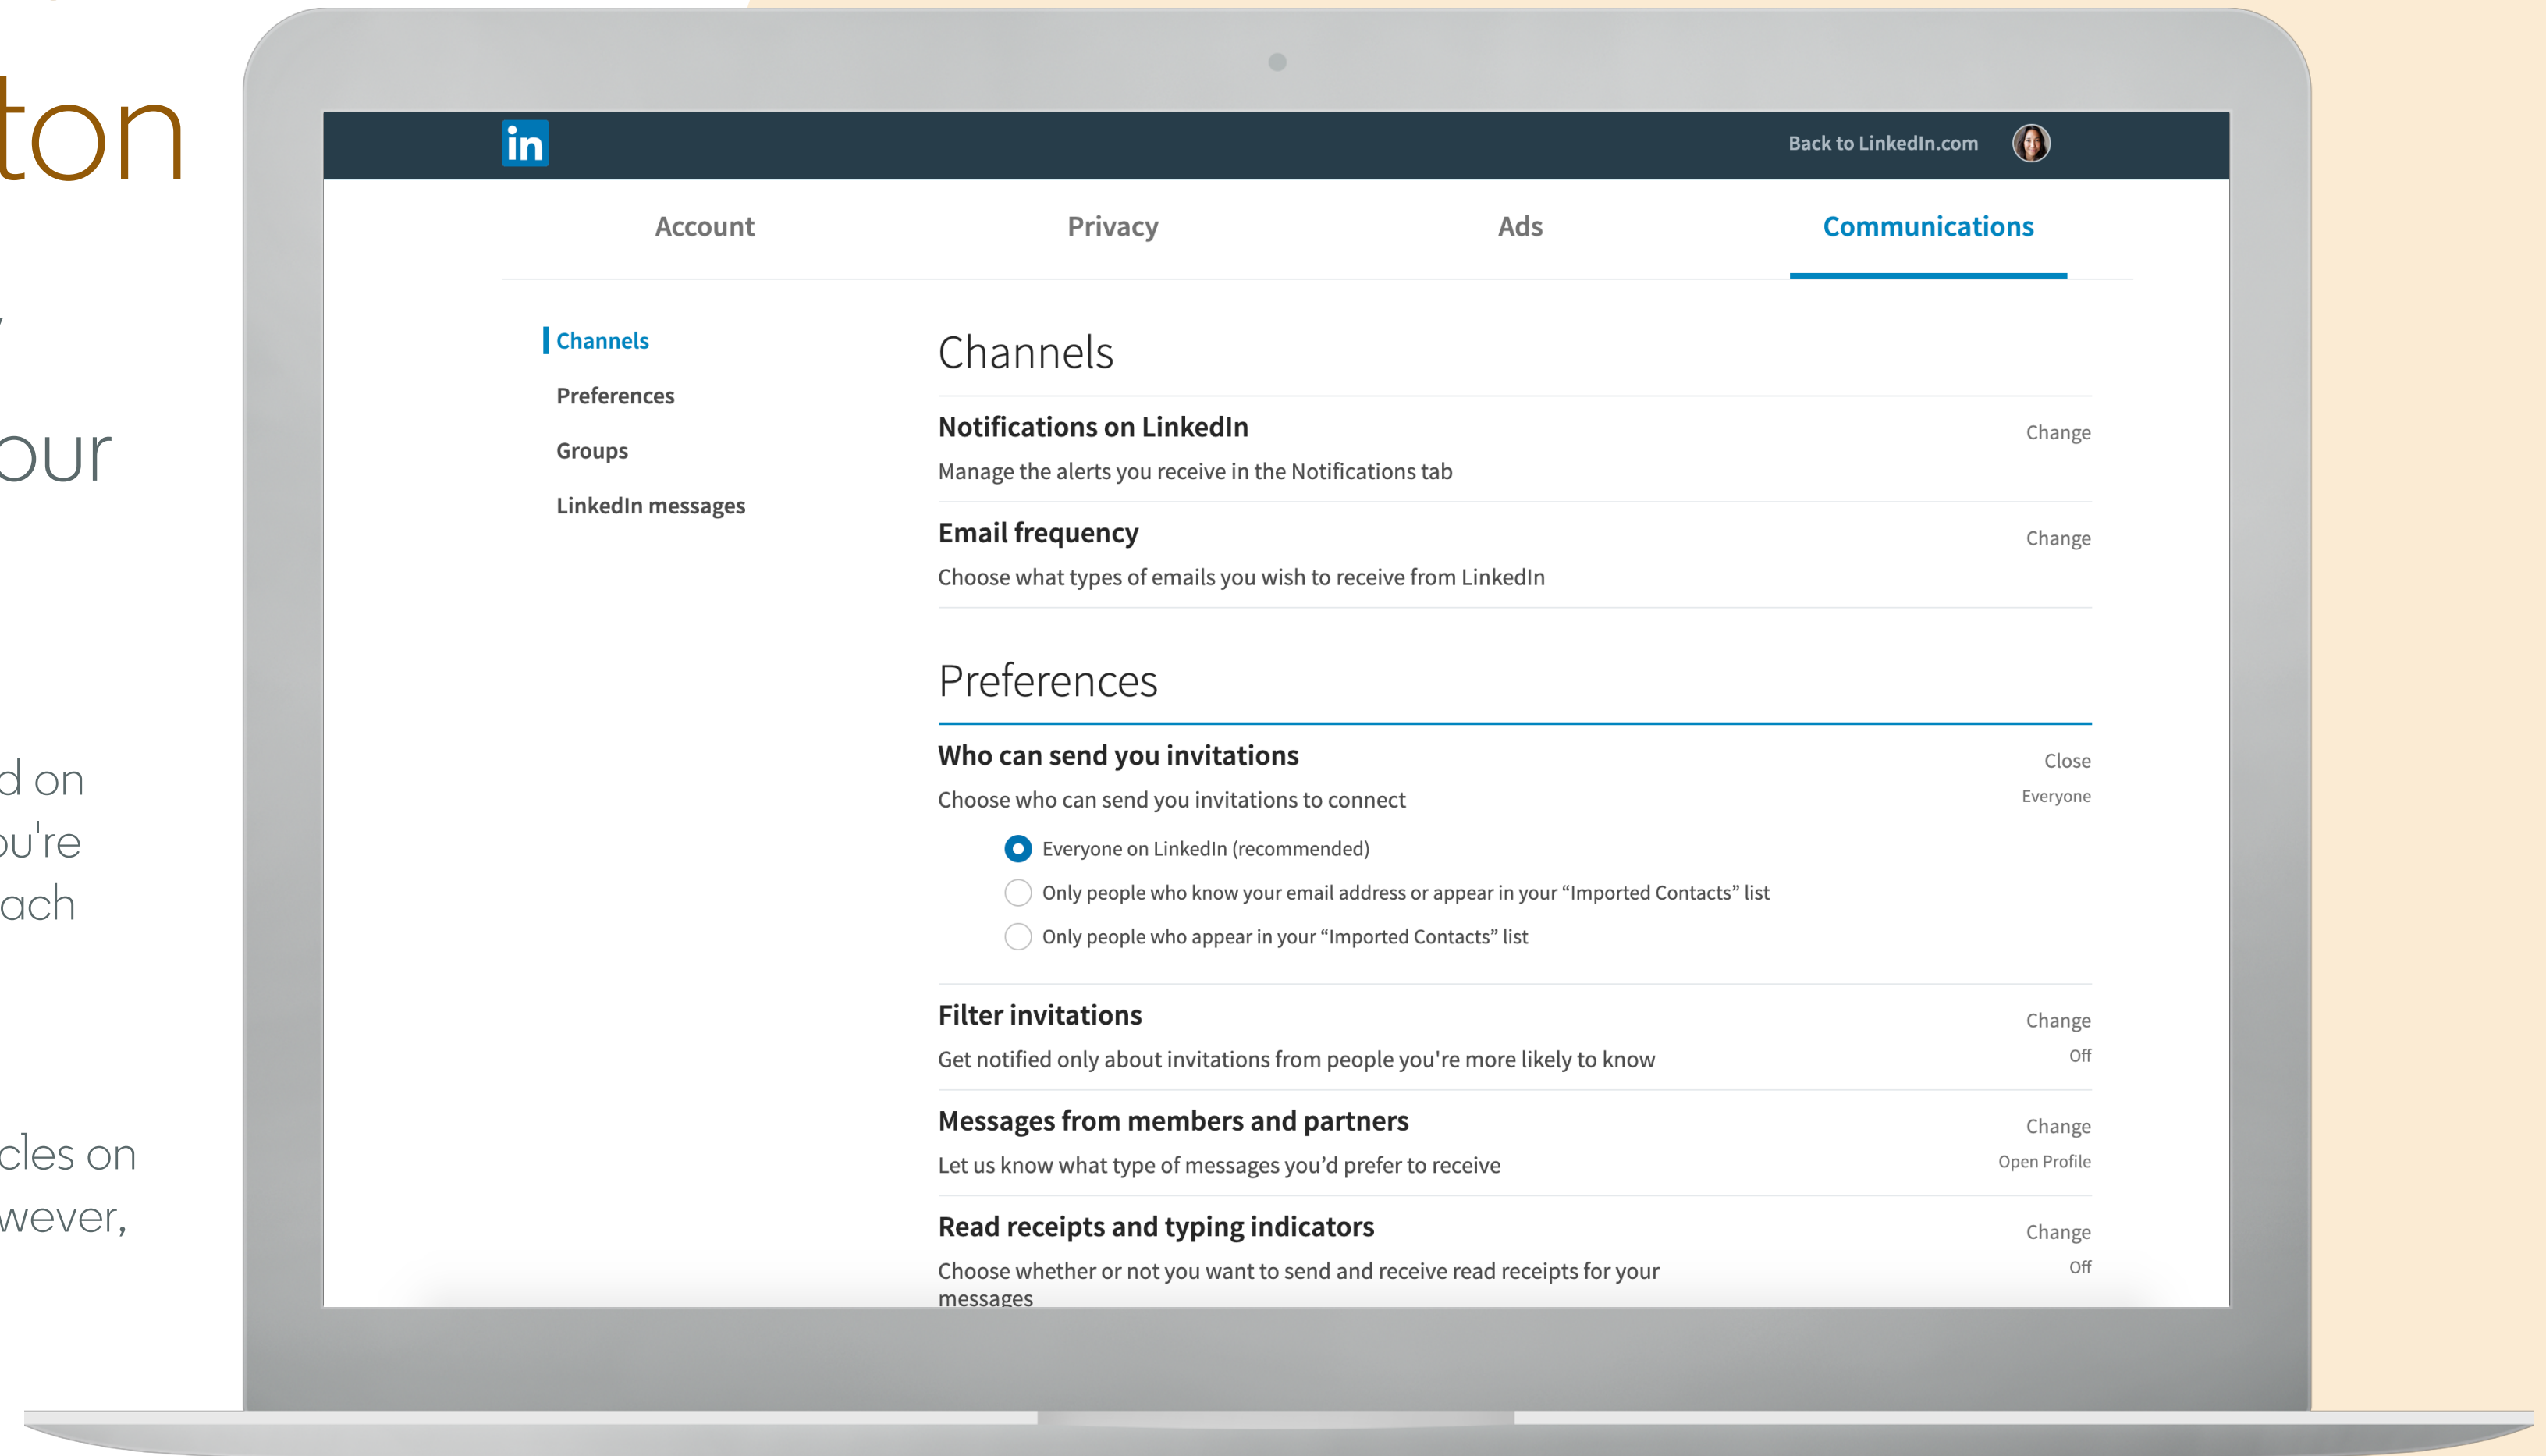 ton
our
d on
ou're
ach
cles on
wever,
in
Back to LinkedIn.com
Account
Privacy
Ads
Communications
Channels
Preferences
Groups
LinkedIn messages
Channels
Notifications on LinkedIn
Change
Manage the alerts you receive in the Notifications tab
Email frequency
Change
Choose what types of emails you wish to receive from LinkedIn
Preferences
Who can send you invitations
Close
Choose who can send you invitations to connect
Everyone
Everyone on LinkedIn (recommended)
Only people who know your email address or appear in your “Imported Contacts” list
Only people who appear in your “Imported Contacts” list
Filter invitations
Change
Get notified only about invitations from people you're more likely to know
Off
Messages from members and partners
Change
Let us know what type of messages you’d prefer to receive
Open Profile
Read receipts and typing indicators
Change
Choose whether or not you want to send and receive read receipts for your
Off
messages